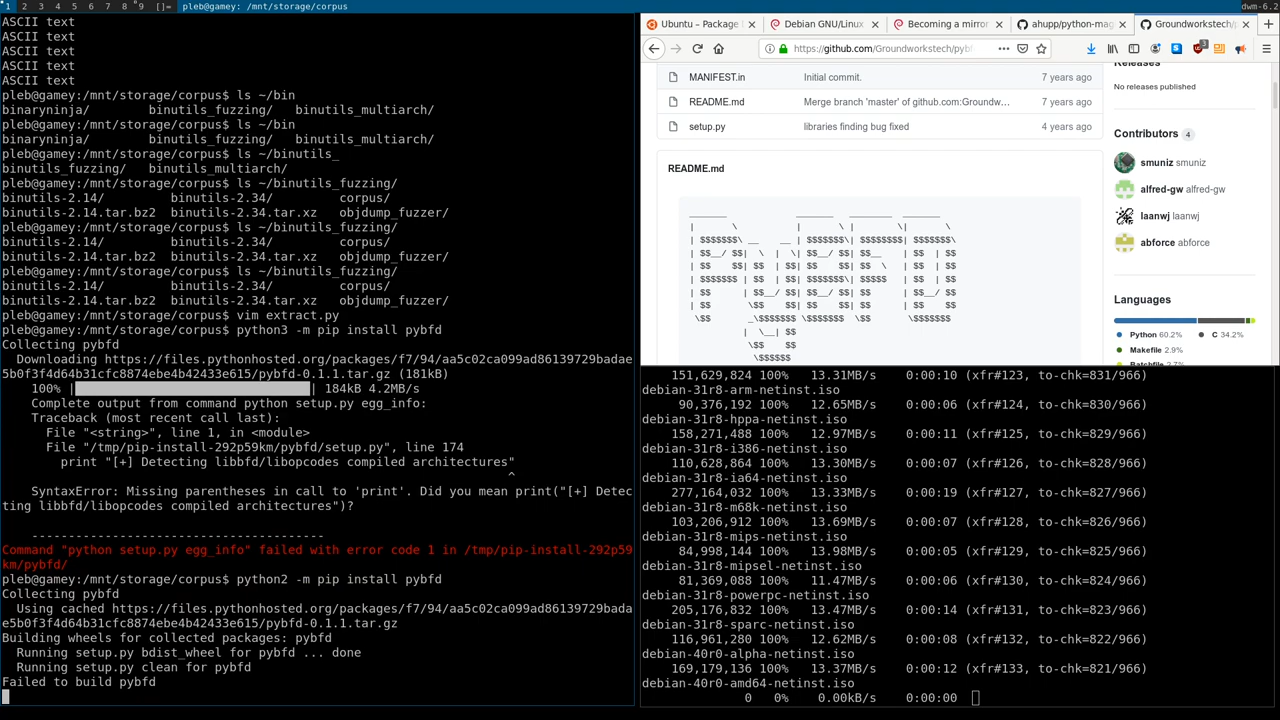 1 2 3 4 5 6 7 8 9 []= pleb@gamey: /mnt/storage/corpus dwm-6.2
ASCII text
ASCII text
ASCII text
ASCII text
ASCII text
pleb@gamey:/mnt/storage/corpus$ ls ~/bin
binaryninja/ binutils_fuzzing/ binutils_multiarch/
pleb@gamey:/mnt/storage/corpus$ ls ~/bin
binaryninja/ binutils_fuzzing/ binutils_multiarch/
pleb@gamey:/mnt/storage/corpus$ ls ~/binutils_
binutils_fuzzing/ binutils_multiarch/
pleb@gamey:/mnt/storage/corpus$ ls ~/binutils_fuzzing/
binutils-2.14/ binutils-2.34/ corpus/
binutils-2.14.tar.bz2 binutils-2.34.tar.xz objdump_fuzzer/
pleb@gamey:/mnt/storage/corpus$ ls ~/binutils_fuzzing/
binutils-2.14/ binutils-2.34/ corpus/
binutils-2.14.tar.bz2 binutils-2.34.tar.xz objdump_fuzzer/
pleb@gamey:/mnt/storage/corpus$ ls ~/binutils_fuzzing/
binutils-2.14/ binutils-2.34/ corpus/
binutils-2.14.tar.bz2 binutils-2.34.tar.xz objdump_fuzzer/
pleb@gamey:/mnt/storage/corpus$ vim extract.py
pleb@gamey:/mnt/storage/corpus$ python3 -m pip install pybfd
Collecting pybfd
Downloading https://files.pythonhosted.org/packages/f7/94/aa5c02ca099ad86139729badae
5b0f3f4d64b31cfc8874ebe4b42433e615/pybfd-0.1.1.tar.gz (181kB)
100% | | 184kB 4.2MB/s
Complete output from command python setup.py egg_info:
Traceback (most recent call last):
File "<string>", line 1, in <module>
File "/tmp/pip-install-292p59km/pybfd/setup.py", line 174
print "[+] Detecting libbfd/libopcodes compiled architectures"
^
SyntaxError: Missing parentheses in call to 'print'. Did you mean print("[+] Detec
ting libbfd/libopcodes compiled architectures")?
----------------------------------------
Command "python setup.py egg_info" failed with error code 1 in /tmp/pip-install-292p59
km/pybfd/
pleb@gamey:/mnt/storage/corpus$ python2 -m pip install pybfd
Collecting pybfd
Using cached https://files.pythonhosted.org/packages/f7/94/aa5c02ca099ad86139729bada
e5b0f3f4d64b31cfc8874ebe4b42433e615/pybfd-0.1.1.tar.gz
Building wheels for collected packages: pybfd
Running setup.py bdist_wheel for pybfd ... done
Running setup.py clean for pybfd
Failed to build pybfd
Ubuntu – Package Debian GNU/Linux Becoming a mirror ahupp/python-mag Groundworkstech/p
https://github.com/Groundworkstech/pybf
3
MANIFEST.in Initial commit. 7 years ago
README.md Merge branch 'master' of github.com:Groundw... 7 years ago
setup.py libraries finding bug fixed 4 years ago
README.md
Releases
No releases published
Contributors 4
smuniz smuniz
alfred-gw alfred-gw
laanwj laanwj
abforce abforce
Languages
Python 60.2% C 34.2%
Makefile 2.9%
Batchfile 2.7%
151,629,824 100% 13.31MB/s 0:00:10 (xfr#123, to-chk=831/966)
debian-31r8-arm-netinst.iso
90,376,192 100% 12.65MB/s 0:00:06 (xfr#124, to-chk=830/966)
debian-31r8-hppa-netinst.iso
158,271,488 100% 12.97MB/s 0:00:11 (xfr#125, to-chk=829/966)
debian-31r8-i386-netinst.iso
110,628,864 100% 13.30MB/s 0:00:07 (xfr#126, to-chk=828/966)
debian-31r8-ia64-netinst.iso
277,164,032 100% 13.33MB/s 0:00:19 (xfr#127, to-chk=827/966)
debian-31r8-m68k-netinst.iso
103,206,912 100% 13.69MB/s 0:00:07 (xfr#128, to-chk=826/966)
debian-31r8-mips-netinst.iso
84,998,144 100% 13.98MB/s 0:00:05 (xfr#129, to-chk=825/966)
debian-31r8-mipsel-netinst.iso
81,369,088 100% 11.47MB/s 0:00:06 (xfr#130, to-chk=824/966)
debian-31r8-powerpc-netinst.iso
205,176,832 100% 13.47MB/s 0:00:14 (xfr#131, to-chk=823/966)
debian-31r8-sparc-netinst.iso
116,961,280 100% 12.62MB/s 0:00:08 (xfr#132, to-chk=822/966)
debian-40r0-alpha-netinst.iso
169,179,136 100% 13.37MB/s 0:00:12 (xfr#133, to-chk=821/966)
debian-40r0-amd64-netinst.iso
0 0% 0.00kB/s 0:00:00